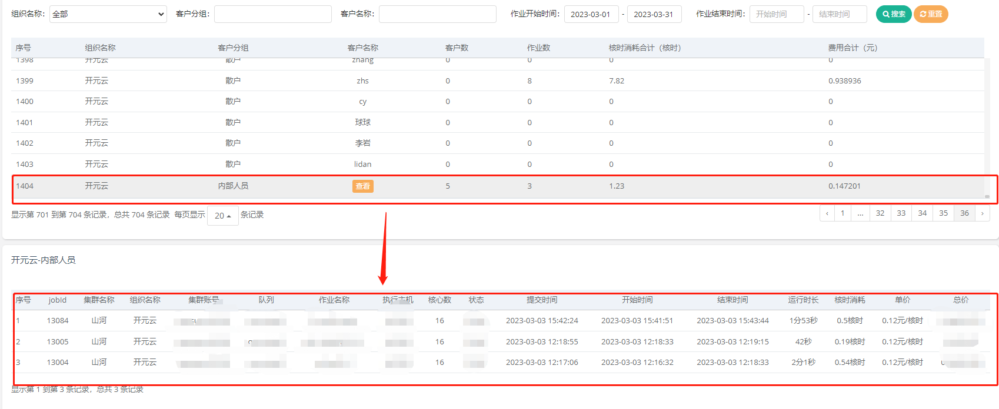 组织名称： 全部 客户分组： 客户名称： 作业开始时间： 2023-03-01 - 2023-03-31 作业结束时间： 开始时间 - 结束时间 搜索 重置
序号 组织名称 客户分组 客户名称 客户数 作业数 核时消耗合计（核时） 费用合计（元）
1398 开元云 散户 zhang 0 0 0 0
1399 开元云 散户 zhs 0 8 7.82 0.938936
1400 开元云 散户 cy 0 0 0 0
1401 开元云 散户 球球 0 0 0 0
1402 开元云 散户 李岩 0 0 0 0
1403 开元云 散户 lidan 0 0 0 0
1404 开元云 内部人员 查看 5 3 1.23 0.147201
显示第 701 到第 704 条记录，总共 704 条记录 每页显示 20 条记录 ‹ 1 ... 32 33 34 35 36 ›
开元云-内部人员
序号 jobId 集群名称 组织名称 集群账号 队列 作业名称 执行主机 核心数 状态 提交时间 开始时间 结束时间 运行时长 核时消耗 单价 总价
1 13084 山河 开元云 16 2023-03-03 15:42:24 2023-03-03 15:41:51 2023-03-03 15:43:44 1分53秒 0.5核时 0.12元/核时
2 13005 山河 开元云 16 2023-03-03 12:18:55 2023-03-03 12:18:33 2023-03-03 12:19:15 42秒 0.19核时 0.12元/核时
3 13004 山河 开元云 16 2023-03-03 12:17:06 2023-03-03 12:16:32 2023-03-03 12:18:33 2分1秒 0.54核时 0.12元/核时
显示第 1 到第 3 条记录，总共 3 条记录